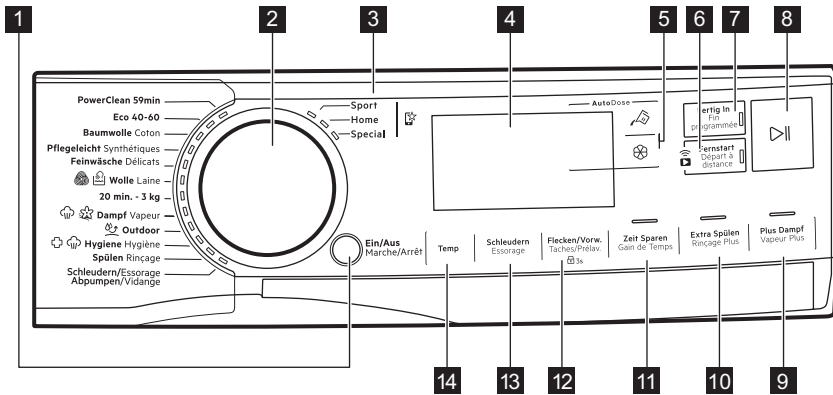 1
2
3
4
5
6
7
8
PowerClean 59min
Eco 40-60
Baumwolle Coton
Pflegeleicht Synthétiques
Feinwäsche Délicats
Wolle Laine
20 min. - 3 kg
Dampf Vapeur
Outdoor
Hygiene Hygiène
Spülen Rinçage
Schleudern/Essorage
Abpumpen/Vidange
Sport
Home
Special
AutoDose
Fertig In
Fin
programmée
Fernstart
Départ à
distance
Ein/Aus
Marche/Arrêt
Temp
Schleudern
Essorage
Flecken/Vorw.
Taches/Prélav.
3s
Zeit Sparen
Gain de Temps
Extra Spülen
Rinçage Plus
Plus Dampf
Vapeur Plus
14
13
12
11
10
9